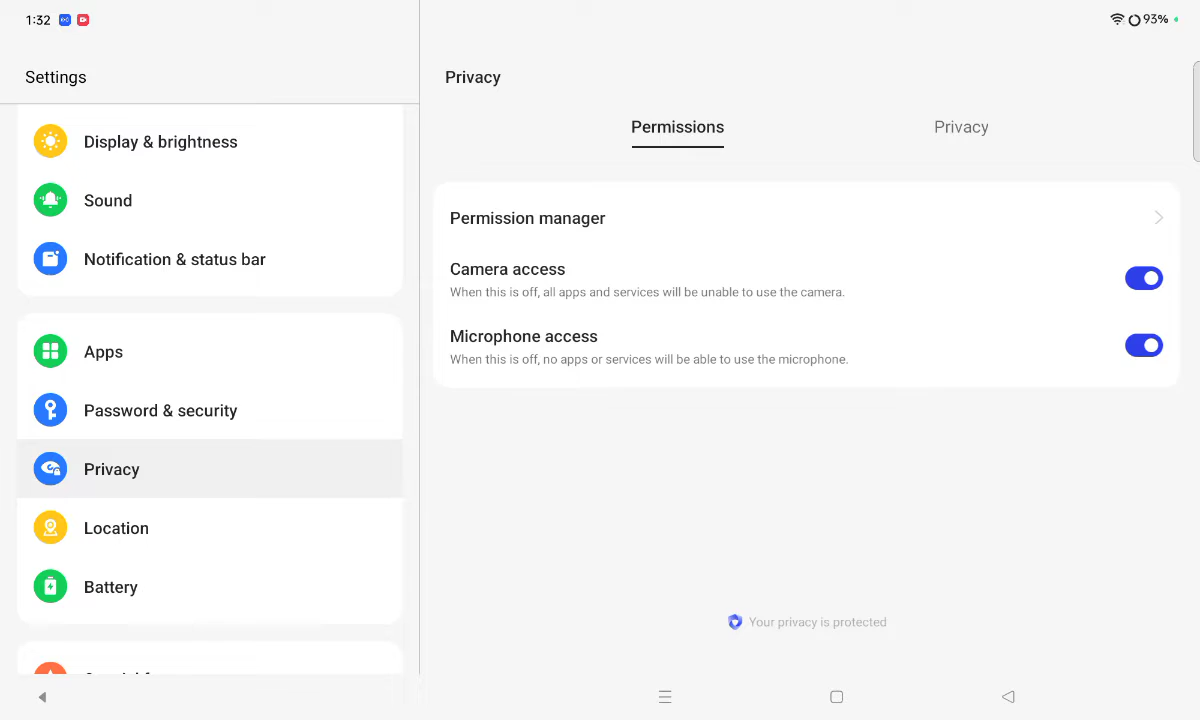 1:32
93%
Settings
Display & brightness
Sound
Notification & status bar
Apps
Password & security
Privacy
Location
Battery
Privacy
Permissions
Privacy
Permission manager
Camera access
When this is off, all apps and services will be unable to use the camera.
Microphone access
When this is off, no apps or services will be able to use the microphone.
Your privacy is protected